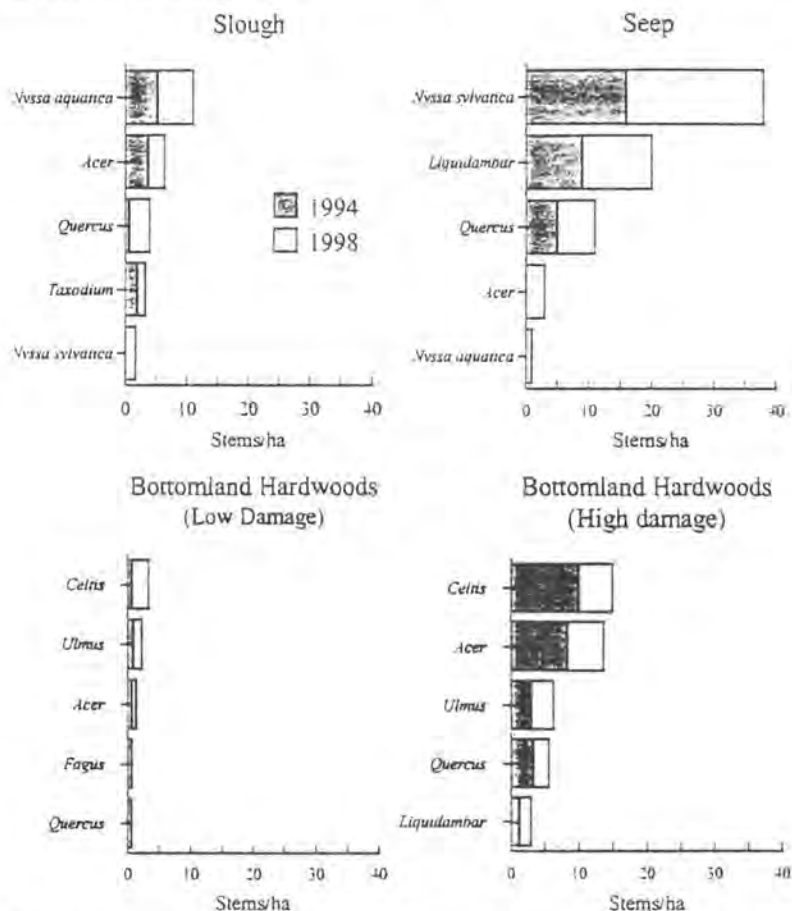 Slough
Nyssa aquatica
Acer
Quercus
Taxodium
Nyssa sylvatica
1994
1998
0 10 20 30 40
Stems/ha
Seep
Nyssa sylvatica
Liquidambar
Quercus
Acer
Nyssa aquatica
0 10 20 30 40
Stems/ha
Bottomland Hardwoods
(Low Damage)
Celtis
Ulmus
Acer
Fagus
Quercus
0 10 20 30 40
Stems/ha
Bottomland Hardwoods
(High damage)
Celtis
Acer
Ulmus
Quercus
Liquidambar
0 10 20 30 40
Stems/ha